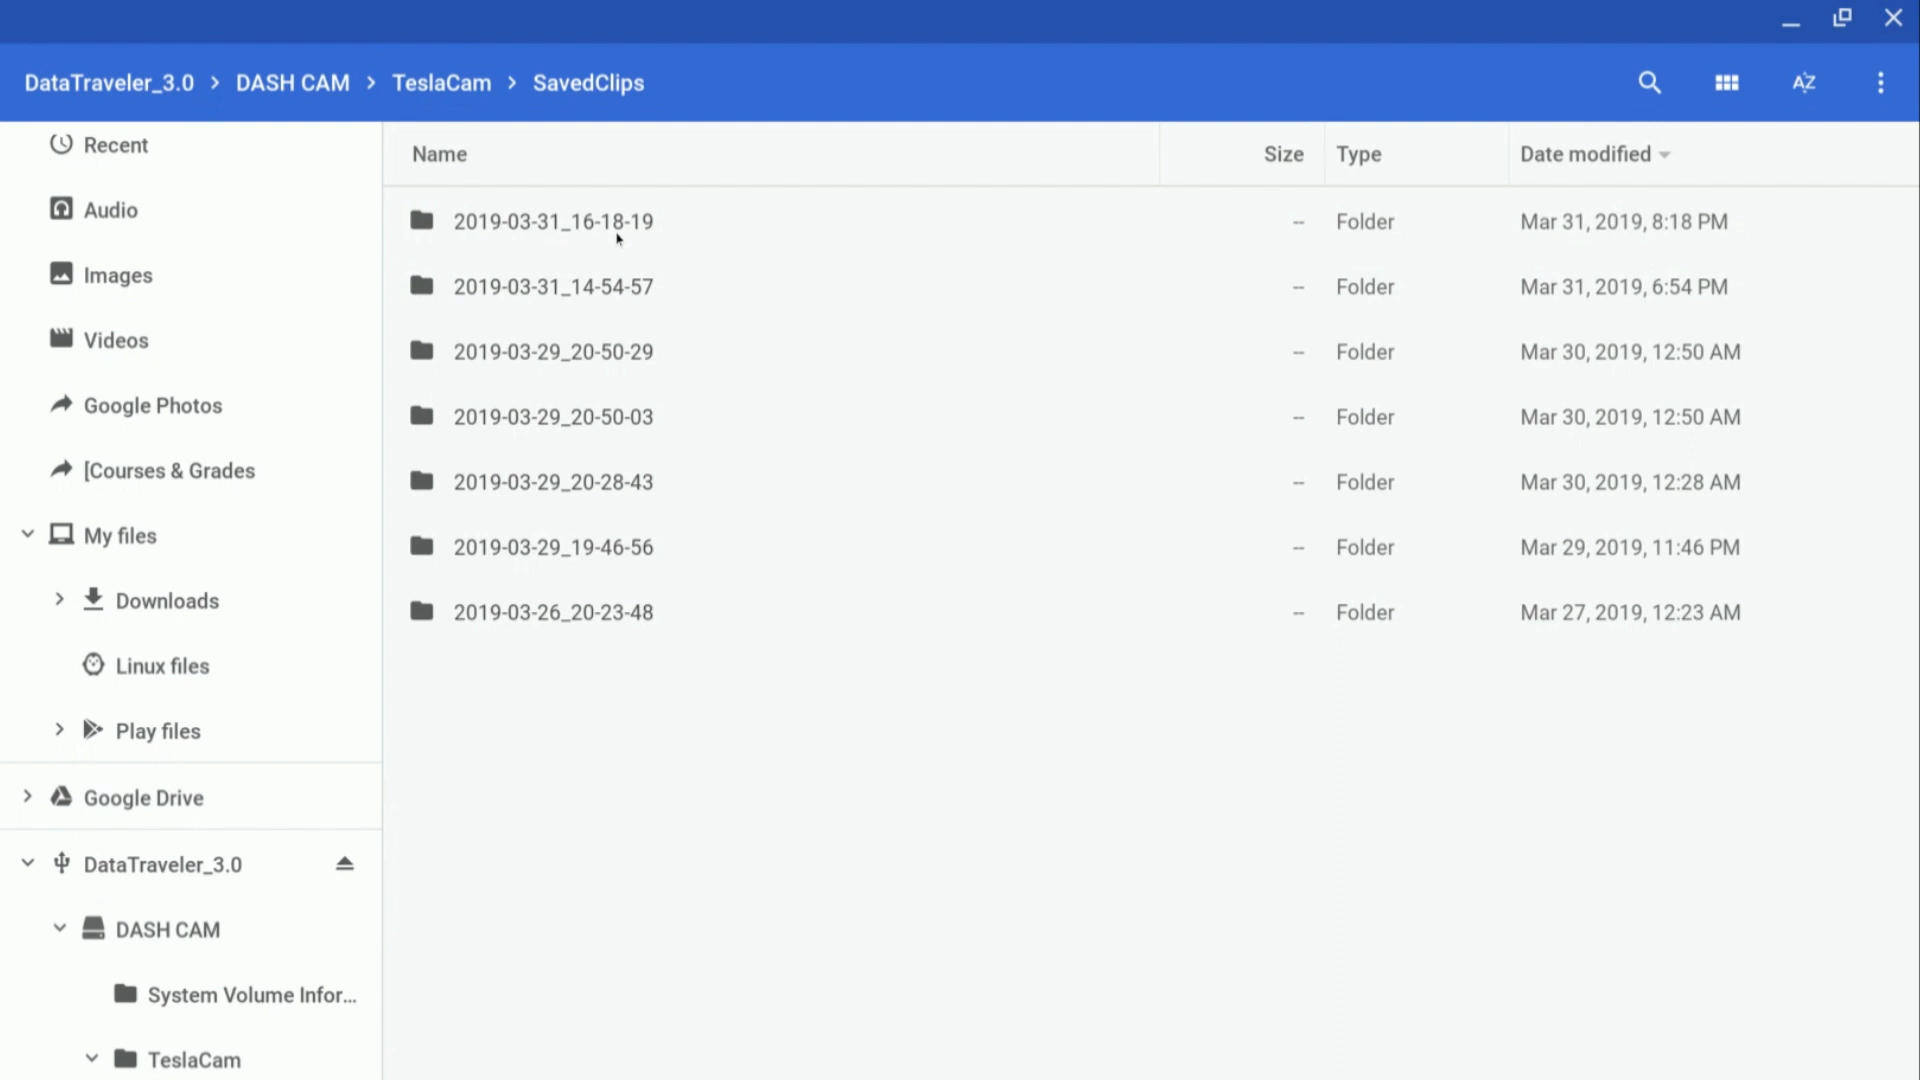 DataTraveler_3.0 > DASH CAM > TeslaCam > SavedClips
AZ
Recent
Audio
Images
Videos
Google Photos
[Courses & Grades
My files
Downloads
Linux files
Play files
Google Drive
DataTraveler_3.0
DASH CAM
System Volume Infor...
TeslaCam
Name Size Type Date modified
2019-03-31_16-18-19 -- Folder Mar 31, 2019, 8:18 PM
2019-03-31_14-54-57 -- Folder Mar 31, 2019, 6:54 PM
2019-03-29_20-50-29 -- Folder Mar 30, 2019, 12:50 AM
2019-03-29_20-50-03 -- Folder Mar 30, 2019, 12:50 AM
2019-03-29_20-28-43 -- Folder Mar 30, 2019, 12:28 AM
2019-03-29_19-46-56 -- Folder Mar 29, 2019, 11:46 PM
2019-03-26_20-23-48 -- Folder Mar 27, 2019, 12:23 AM